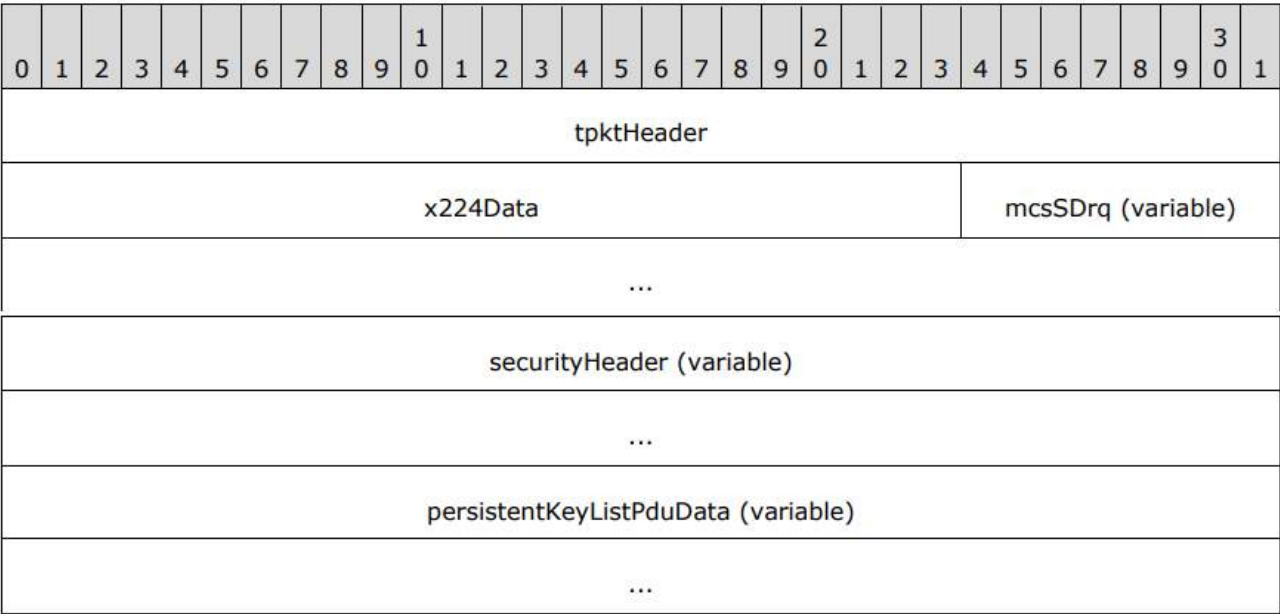 1 2 3
0 1 2 3 4 5 6 7 8 9 0 1 2 3 4 5 6 7 8 9 0 1 2 3 4 5 6 7 8 9 0 1
tpktHeader
x224Data mcsSDrq (variable)
...
securityHeader (variable)
...
persistentKeyListPduData (variable)
...